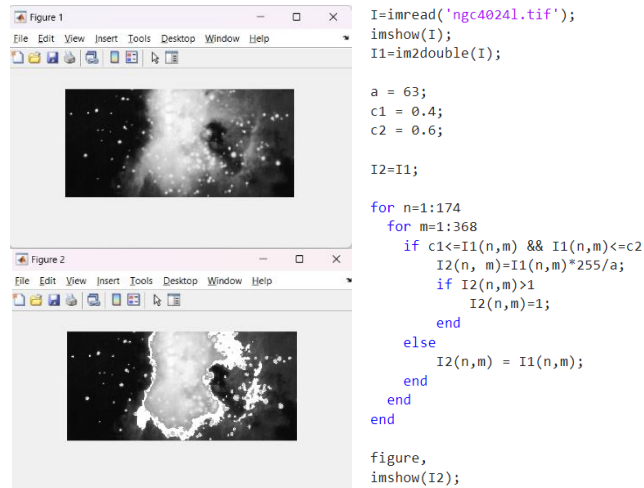 Figure 1
File Edit View Insert Tools Desktop Window Help
Figure 2
File Edit View Insert Tools Desktop Window Help
I=imread('ngc4024l.tif');
imshow(I);
I1=im2double(I);
a = 63;
c1 = 0.4;
c2 = 0.6;
I2=I1;
for n=1:174
for m=1:368
if c1<=I1(n,m) && I1(n,m)<=c2
I2(n, m)=I1(n,m)*255/a;
if I2(n,m)>1
I2(n,m)=1;
end
else
I2(n,m) = I1(n,m);
end
end
end
figure,
imshow(I2);